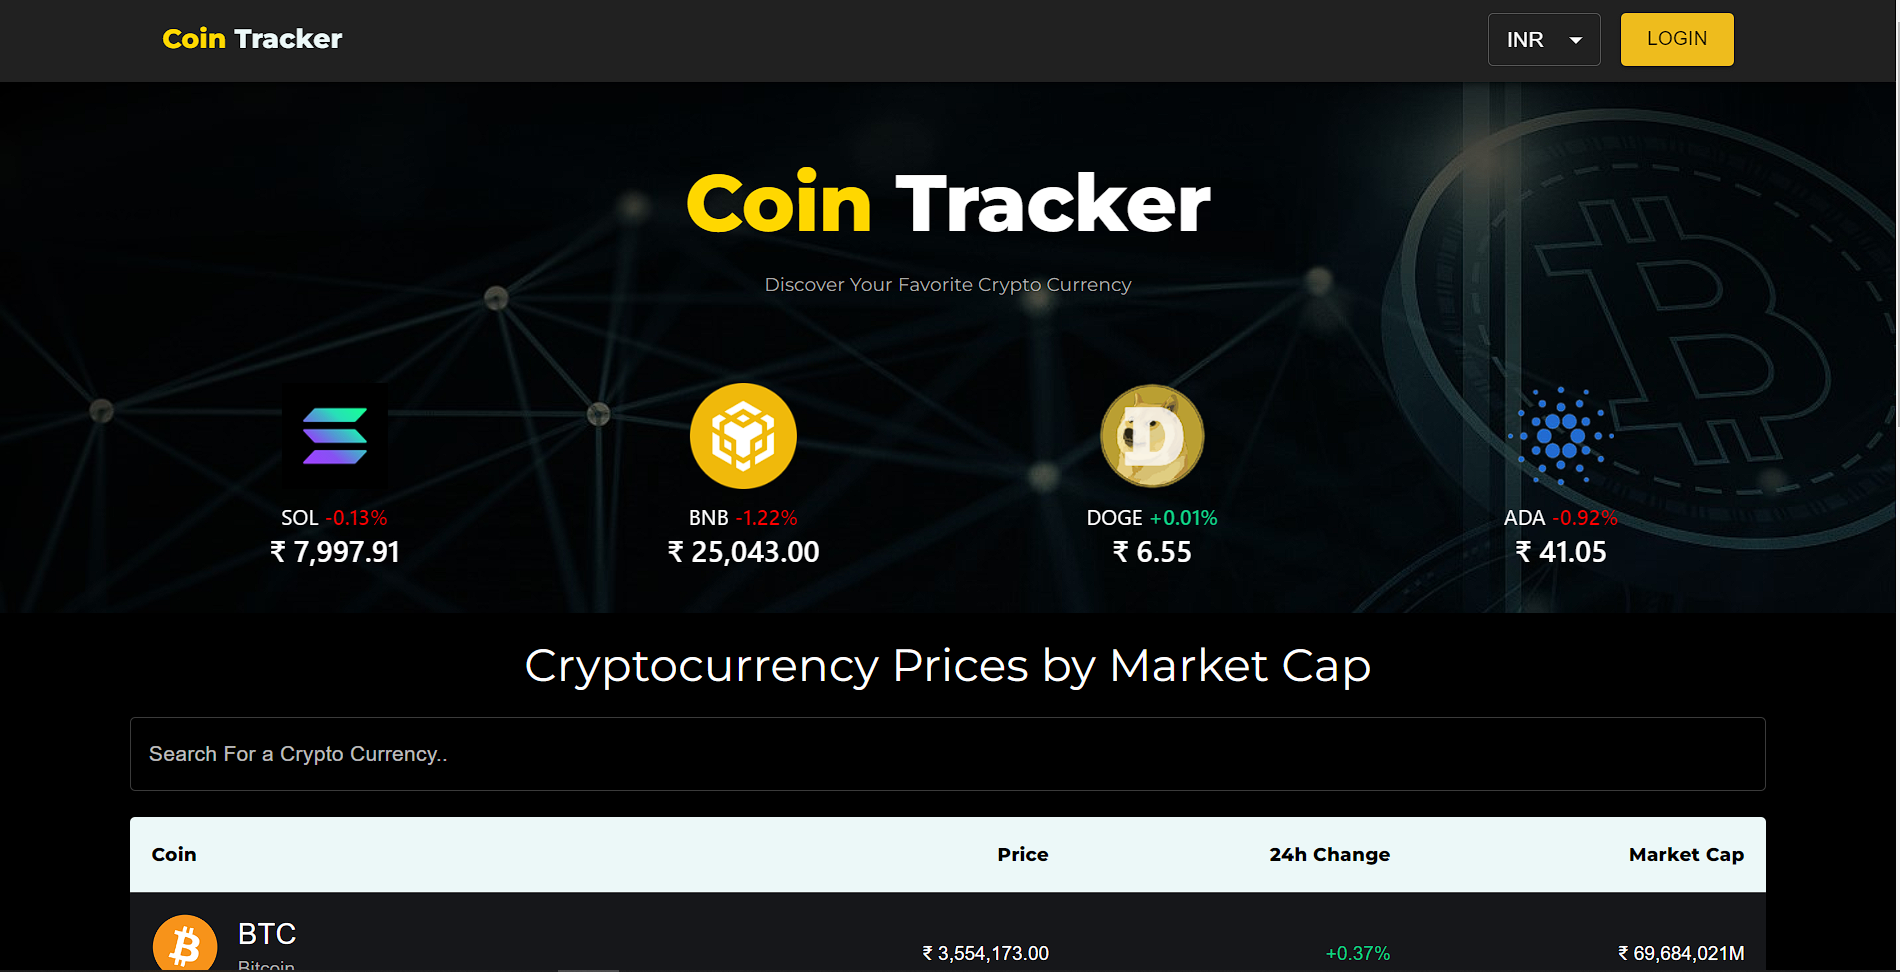 Coin Tracker
INR
LOGIN
Coin Tracker
Discover Your Favorite Crypto Currency
SOL -0.13%
₹ 7,997.91
BNB -1.22%
₹ 25,043.00
DOGE +0.01%
₹ 6.55
ADA -0.92%
₹ 41.05
Cryptocurrency Prices by Market Cap
Search For a Crypto Currency..
Coin Price 24h Change Market Cap
BTC
₹ 3,554,173.00 +0.37% ₹ 69,684,021M
Bitcoin